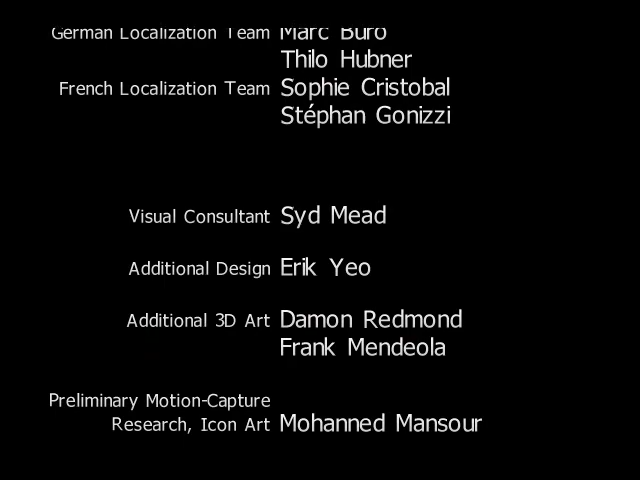 German Localization Team Marc Buro
Thilo Hubner
French Localization Team Sophie Cristobal
Stéphan Gonizzi
Visual Consultant Syd Mead
Additional Design Erik Yeo
Additional 3D Art Damon Redmond
Frank Mendeola
Preliminary Motion-Capture
Research, Icon Art Mohanned Mansour